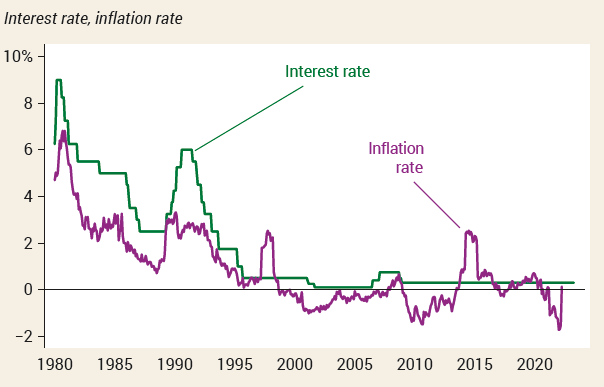 Interest rate, inflation rate
10%
Interest rate
8
Inflation
rate
6
4
2
0
−2
1980 1985 1990 1995 2000 2005 2010 2015 2020